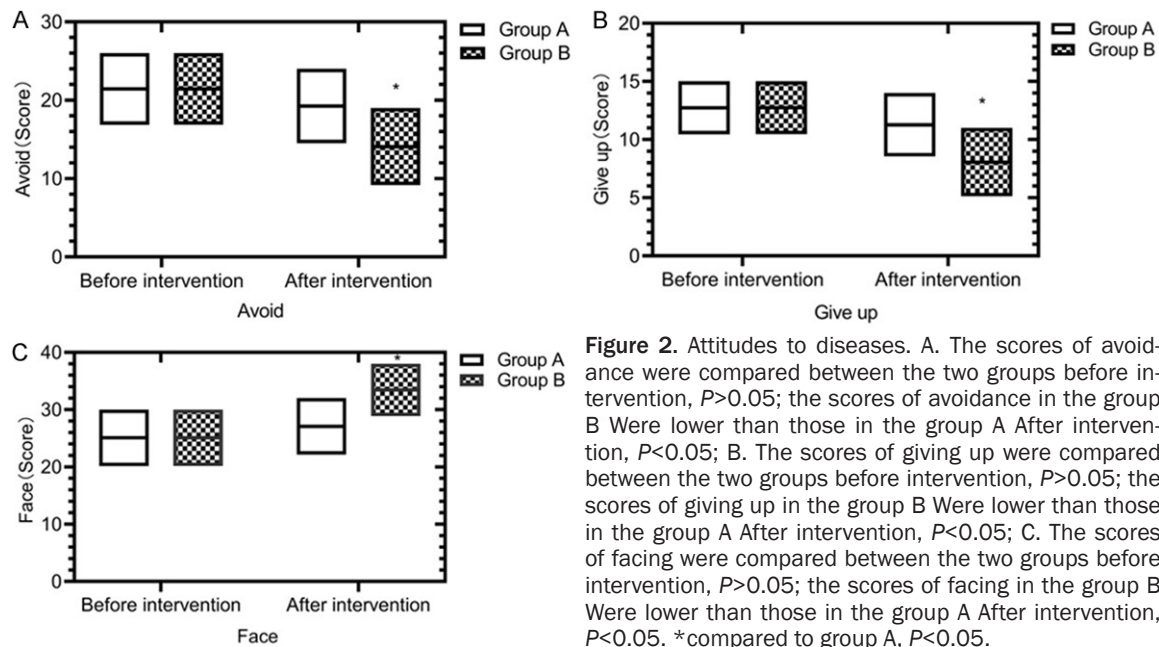 A
30
20
10
0
Avoid (Score)
Group A
Group B
*
Before intervention
After intervention
Avoid
B
20
15
10
5
0
Give up (Score)
Group A
Group B
*
Before intervention
After intervention
Give up
C
40
30
20
10
0
Face (Score)
Group A
Group B
*
Before intervention
After intervention
Face
Figure 2. Attitudes to diseases. A. The scores of avoid-
ance were compared between the two groups before in-
tervention, P>0.05; the scores of avoidance in the group
B Were lower than those in the group A After interven-
tion, P<0.05; B. The scores of giving up were compared
between the two groups before intervention, P>0.05; the
scores of giving up in the group B Were lower than those
in the group A After intervention, P<0.05; C. The scores
of facing were compared between the two groups before
intervention, P>0.05; the scores of facing in the group B
Were lower than those in the group A After intervention,
P<0.05. *compared to group A, P<0.05.